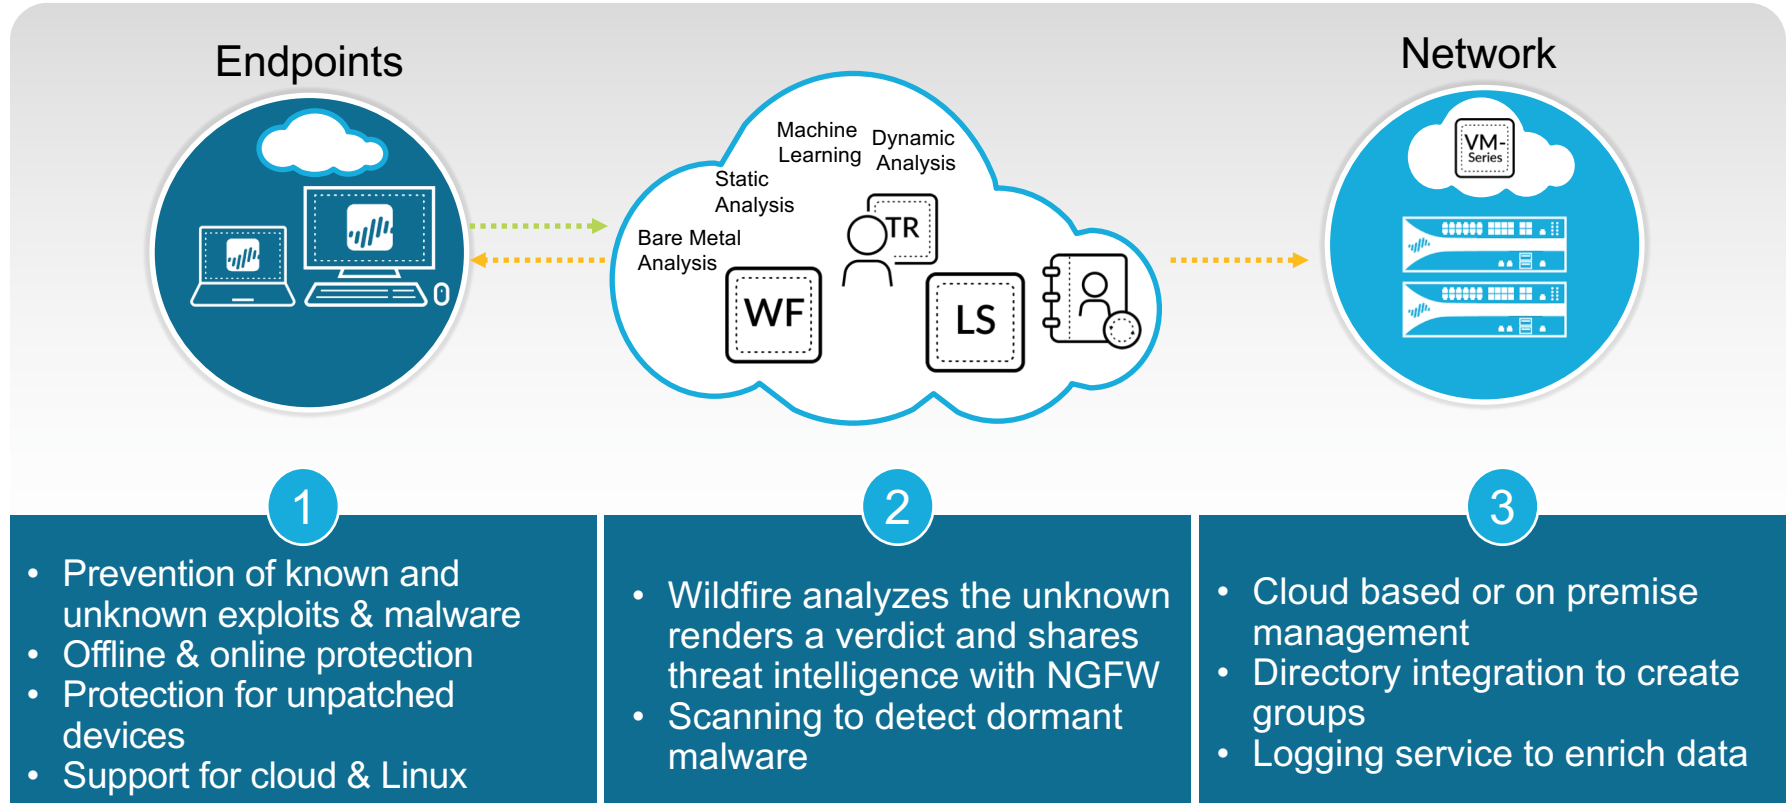 Endpoints
Network
Machine
Learning
Dynamic
Analysis
Static
Analysis
Bare Metal
Analysis
TR
WF
LS
VM-
Series
1
2
3
• Prevention of known and
unknown exploits & malware
• Offline & online protection
• Protection for unpatched
devices
• Support for cloud & Linux
• Wildfire analyzes the unknown
renders a verdict and shares
threat intelligence with NGFW
• Scanning to detect dormant
malware
• Cloud based or on premise
management
• Directory integration to create
groups
• Logging service to enrich data